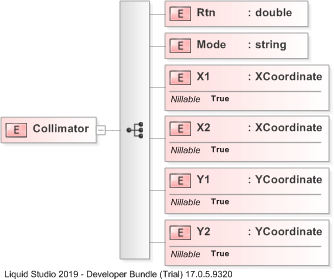 E Rtn : double
E Mode : string
E X1 : XCoordinate
Nillable True
E Collimator
E X2 : XCoordinate
Nillable True
E Y1 : YCoordinate
Nillable True
E Y2 : YCoordinate
Nillable True
Liquid Studio 2019 - Developer Bundle (Trial) 17.0.5.9320